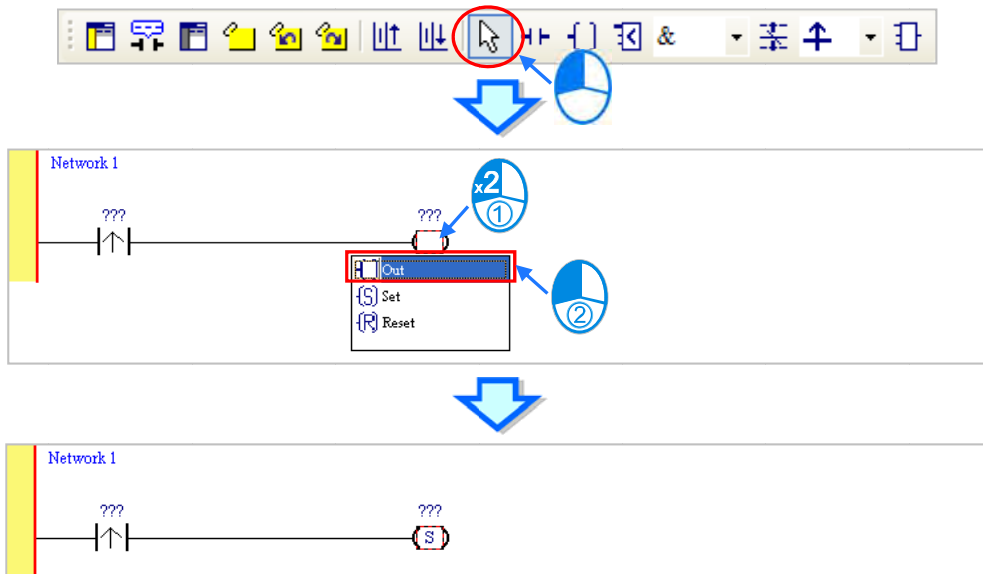 &
Network 1
x2
①
??? ???
Out
(S) Set
(R) Reset
②
Network 1
??? ???
S